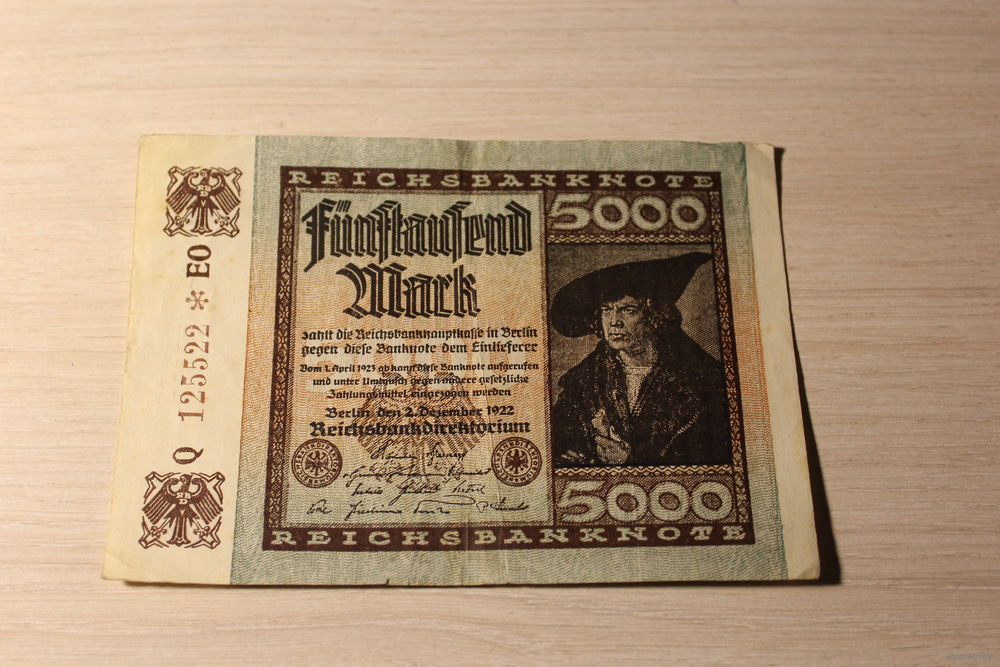 REICHSBANKNOTE
5000
Fünftausend
Mark
zahlt die Reichsbankhauptkasse in Berlin
gegen diese Banknote dem Einlieferer
Vom 1. April 1923 ab kann diese Banknote aufgerufen
und unter Umtausch gegen andere gesetzliche
Zahlungsmittel eingezogen werden
Berlin, den 2. Dezember 1922
Reichsbankdirektorium
5000
REICHSBANKNOTE
Q 125522 * EO